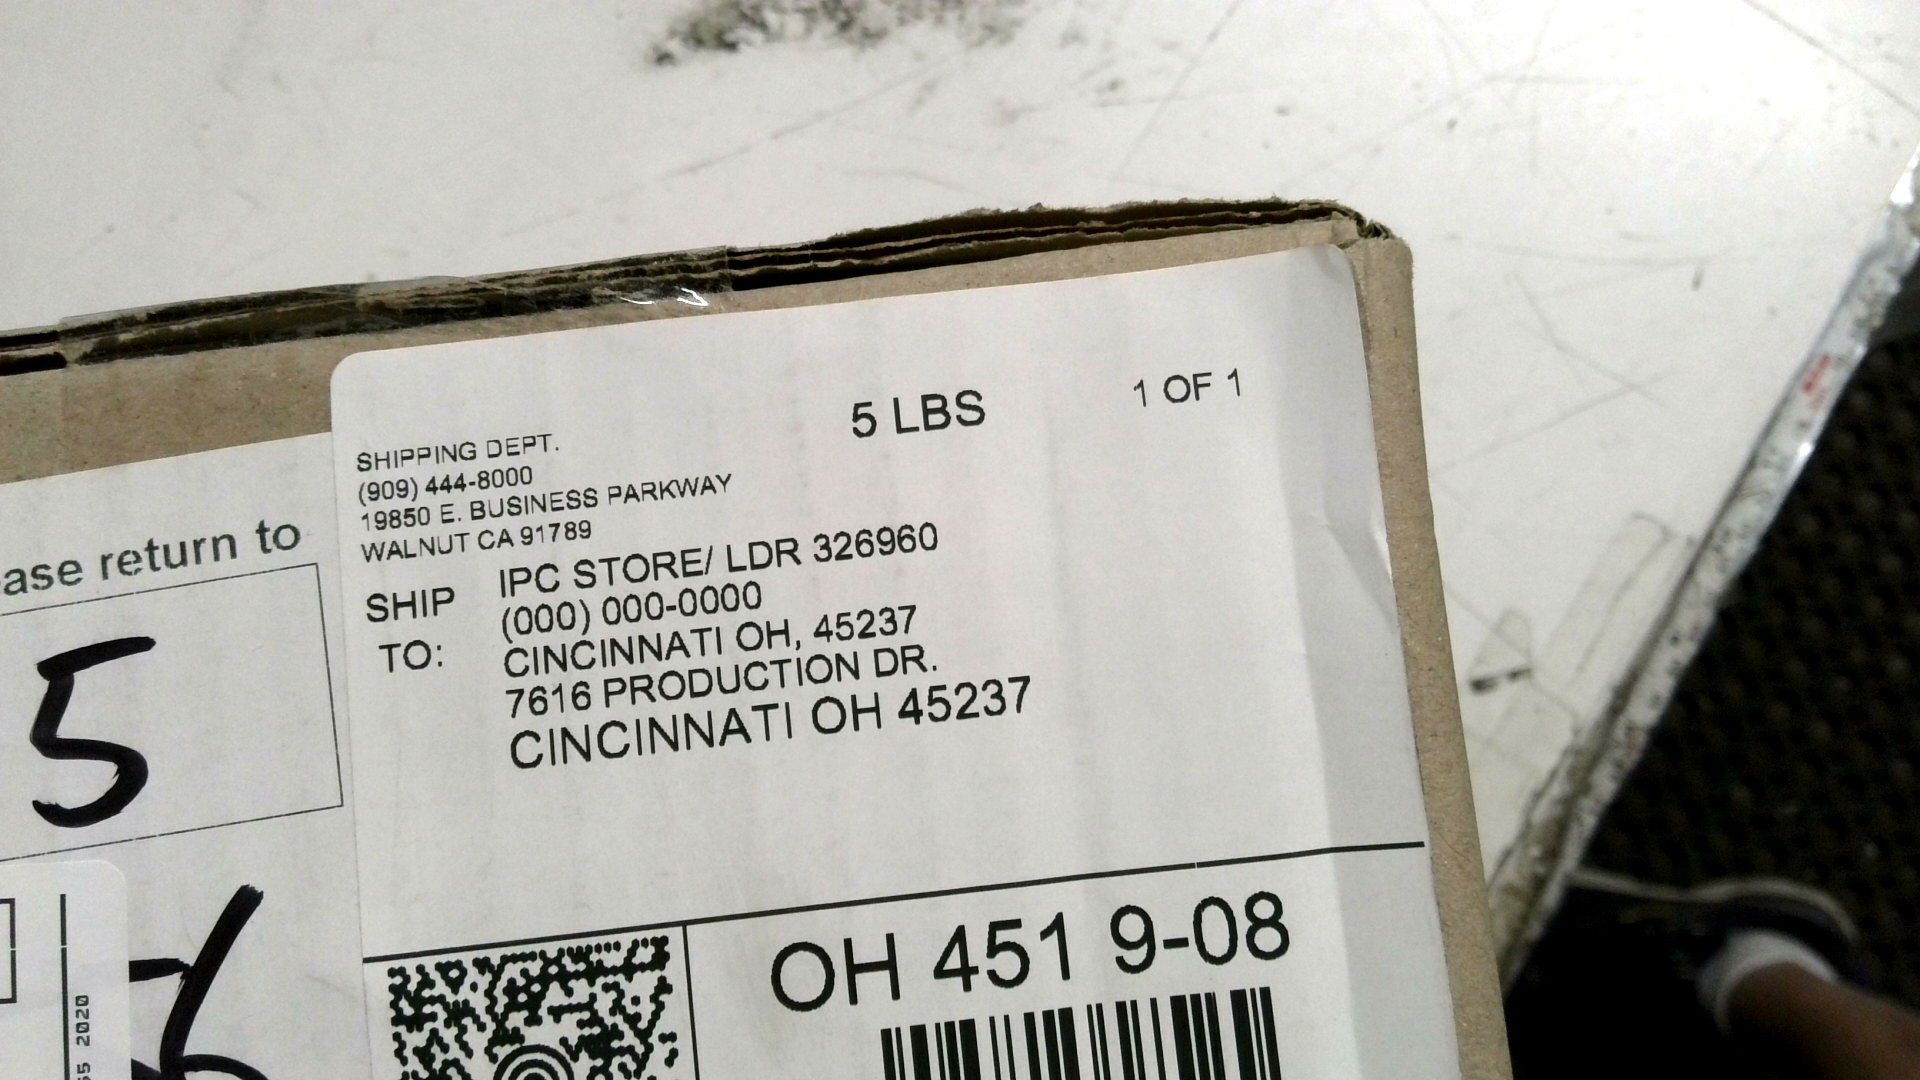 5 LBS
1 OF 1
SHIPPING DEPT.
(909) 444-8000
19850 E. BUSINESS PARKWAY
WALNUT CA 91789
SHIP TO:
IPC STORE/ LDR 326960
(000) 000-0000
CINCINNATI OH, 45237
7616 PRODUCTION DR.
CINCINNATI OH 45237
OH 451 9-08
return to
5
2020